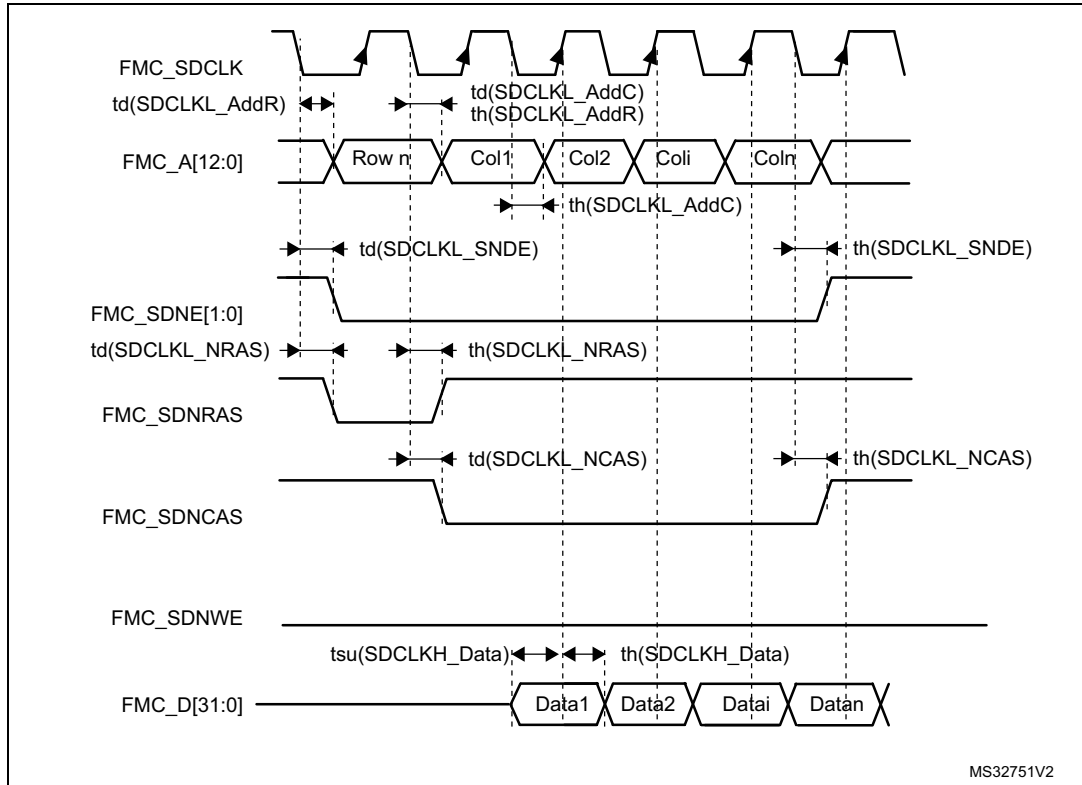 FMC_SDCLK
td(SDCLKL_AddR)
td(SDCLKL_AddC)
th(SDCLKL_AddR)
FMC_A[12:0]
Row n
Col1
Col2
Coli
Coln
th(SDCLKL_AddC)
td(SDCLKL_SNDE)
th(SDCLKL_SNDE)
FMC_SDNE[1:0]
td(SDCLKL_NRAS)
th(SDCLKL_NRAS)
FMC_SDNRAS
td(SDCLKL_NCAS)
th(SDCLKL_NCAS)
FMC_SDNCAS
FMC_SDNWE
tsu(SDCLKH_Data)
th(SDCLKH_Data)
FMC_D[31:0]
Data1
Data2
Datai
Datan
MS32751V2